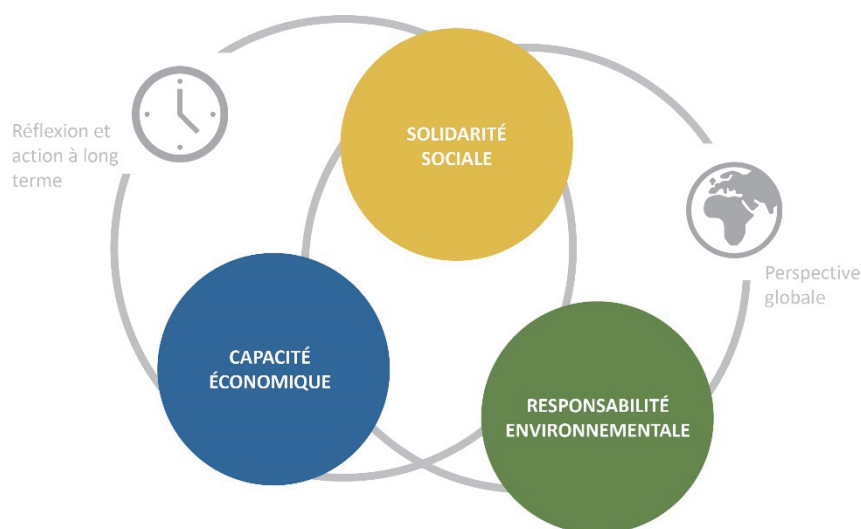 SOLIDARITÉ
SOCIALE
Réflexion et
action à long
terme
Perspective
globale
CAPACITÉ
ÉCONOMIQUE
RESPONSABILITÉ
ENVIRONNEMENTALE